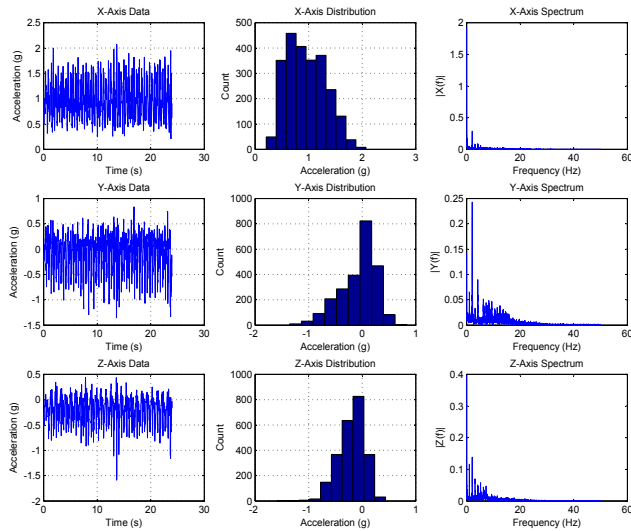 X-Axis Data
2.5
2
1.5
1
0.5
0
0 10 20 30
Acceleration (g)
Time (s)
X-Axis Distribution
500
400
300
200
100
0
0 1 2 3
Count
Acceleration (g)
X-Axis Spectrum
2
1.5
1
0.5
0
0 20 40 60
|X(f)|
Frequency (Hz)
Y-Axis Data
1
0.5
0
-0.5
-1
-1.5
0 10 20 30
Acceleration (g)
Time (s)
Y-Axis Distribution
1000
800
600
400
200
0
-2 -1 0 1
Count
Acceleration (g)
Y-Axis Spectrum
0.25
0.2
0.15
0.1
0.05
0
0 20 40 60
|Y(f)|
Frequency (Hz)
Z-Axis Data
0.5
0
-0.5
-1
-1.5
-2
0 10 20 30
Acceleration (g)
Time (s)
Z-Axis Distribution
1000
800
600
400
200
0
-2 -1 0 1
Count
Acceleration (g)
Z-Axis Spectrum
0.4
0.3
0.2
0.1
0
0 20 40 60
|Z(f)|
Frequency (Hz)